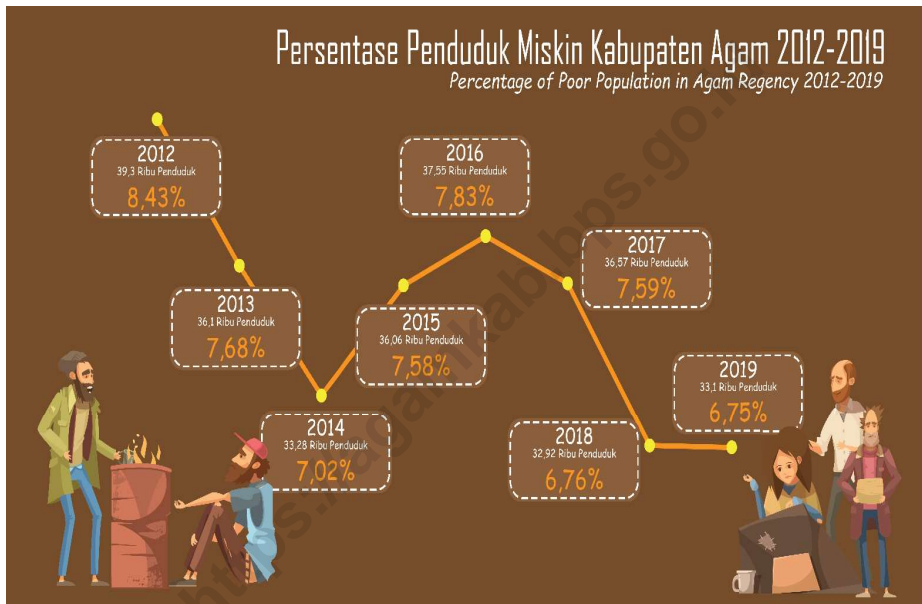 Persentase Penduduk Miskin Kabupaten Agam 2012-2019
Percentage of Poor Population in Agam Regency 2012-2019
2012
39,3 Ribu Penduduk
8,43%
2013
36,1 Ribu Penduduk
7,68%
2014
33,28 Ribu Penduduk
7,02%
2015
36,06 Ribu Penduduk
7,58%
2016
37,55 Ribu Penduduk
7,83%
2017
36,57 Ribu Penduduk
7,59%
2018
32,92 Ribu Penduduk
6,76%
2019
33,1 Ribu Penduduk
6,75%